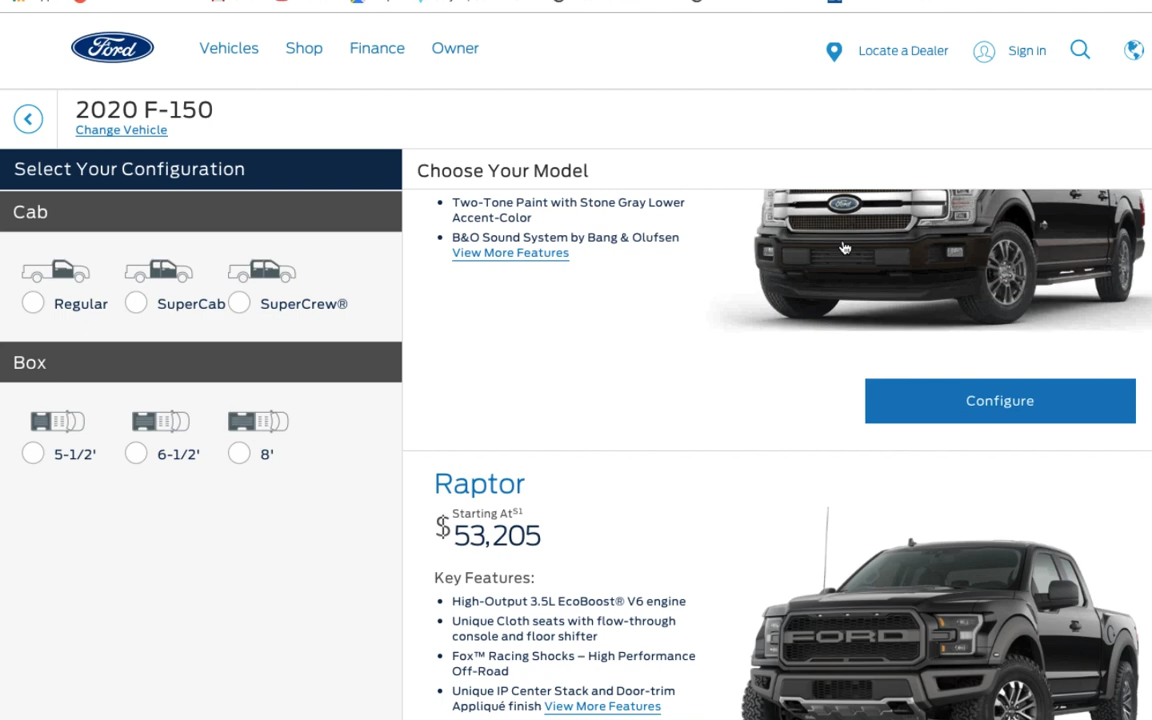 Ford
Vehicles
Shop
Finance
Owner
Locate a Dealer
Sign in
2020 F-150
Change Vehicle
Select Your Configuration
Cab
Regular
SuperCab
SuperCrew®
Box
5-1/2'
6-1/2'
8'
Choose Your Model
Two-Tone Paint with Stone Gray Lower
Accent-Color
B&O Sound System by Bang & Olufsen
View More Features
Ford
Configure
Raptor
Starting At S1
$53,205
Key Features:
High-Output 3.5L EcoBoost® V6 engine
Unique Cloth seats with flow-through
console and floor shifter
Fox™ Racing Shocks – High Performance
Off-Road
Unique IP Center Stack and Door-trim
Appliqué finish View More Features
FORD